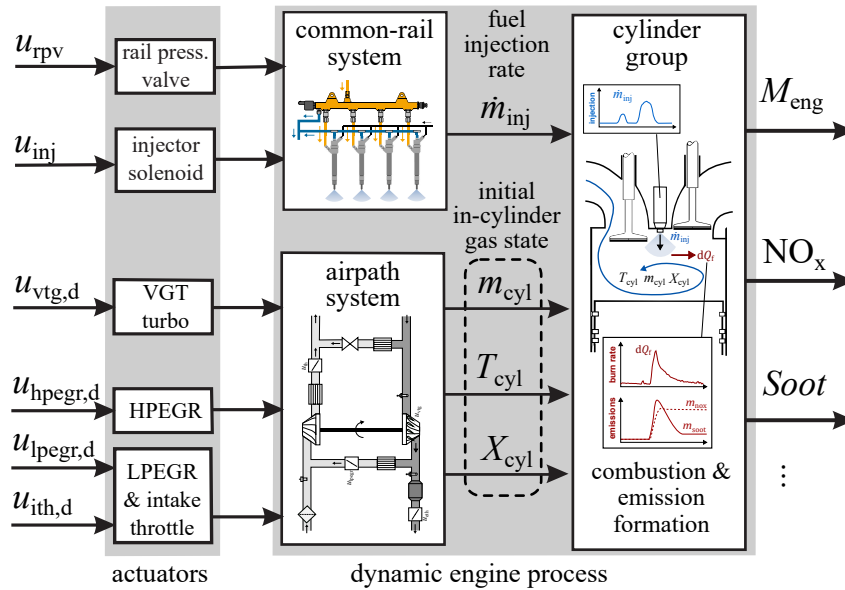 u_rpv
u_inj
u_vtg,d
u_hpegr,d
u_lpegr,d
u_ith,d
rail press.
valve
injector
solenoid
VGT
turbo
HPEGR
LPEGR
& intake
throttle
actuators
common-rail
system
fuel
injection
rate
ṁ_inj
airpath
system
initial
in-cylinder
gas state
m_cyl
T_cyl
X_cyl
dynamic engine process
cylinder
group
injection
ṁ_inj
ṁ_inj
dQ_f
T_cyl m_cyl X_cyl
burn rate
dQ_f
emissions
m_nox
m_soot
combustion &
emission
formation
M_eng
NO_x
Soot
⋮